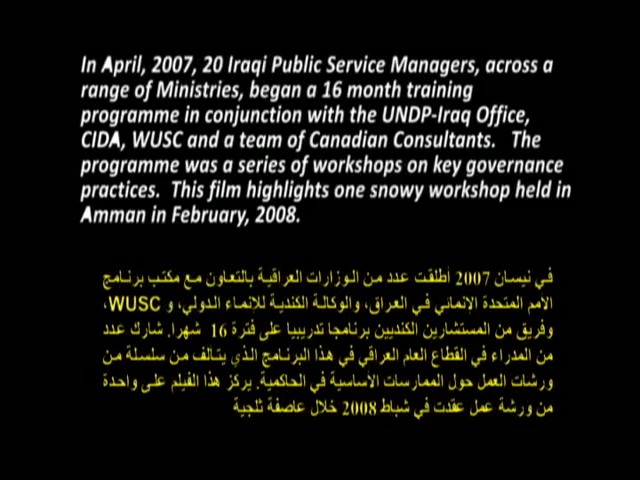 In April, 2007, 20 Iraqi Public Service Managers, across a
range of Ministries, began a 16 month training
programme in conjunction with the UNDP-Iraq Office,
CIDA, WUSC and a team of Canadian Consultants. The
programme was a series of workshops on key governance
practices. This film highlights one snowy workshop held in
Amman in February, 2008.
في نيسان 2007 أطلقت عدد من الوزارات العراقية بالتعاون مع مكتب برنامج
الامم المتحدة الإنمائي في العراق، والوكالة الكندية للانماء الدولي، و WUSC،
وفريق من المستشارين الكنديين برنامجا تدريبيا على فترة 16 شهرا. شارك عدد
من المدراء في القطاع العام العراقي في هذا البرنامج الذي يتالف من سلسلة من
ورشات العمل حول الممارسات الأساسية في الحاكمية. يركز هذا الفيلم على واحدة
من ورشة عمل عقدت في شباط 2008 خلال عاصفة ثلجية